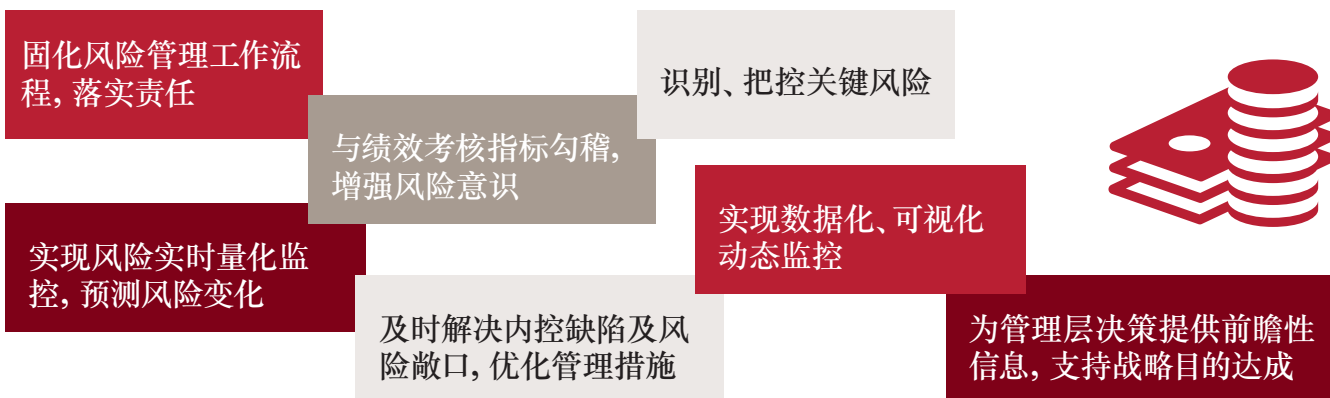 固化风险管理工作流
程，落实责任
与绩效考核指标勾稽，
增强风险意识
识别、把控关键风险
实现风险实时量化监
控，预测风险变化
及时解决内控缺陷及风
险敞口，优化管理措施
实现数据化、可视化
动态监控
为管理层决策提供前瞻性
信息，支持战略目的达成